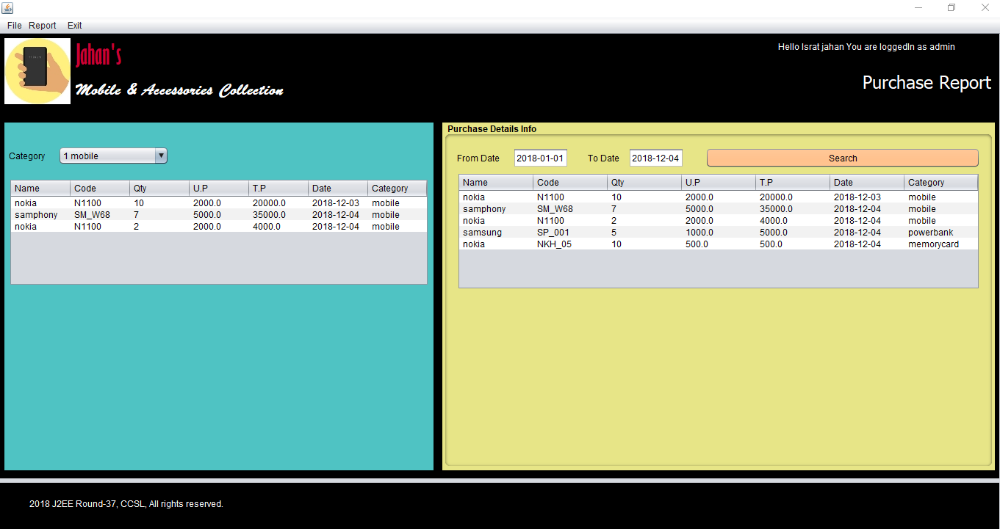 File Report Exit
Jahan's
Mobile & Accessories Collection
Hello Israt jahan You are loggedIn as admin
Purchase Report
Category 1 mobile
Name Code Qty U.P T.P Date Category
nokia N1100 10 2000.0 20000.0 2018-12-03 mobile
samphony SM_W68 7 5000.0 35000.0 2018-12-04 mobile
nokia N1100 2 2000.0 4000.0 2018-12-04 mobile
Purchase Details Info
From Date 2018-01-01 To Date 2018-12-04 Search
Name Code Qty U.P T.P Date Category
nokia N1100 10 2000.0 20000.0 2018-12-03 mobile
samphony SM_W68 7 5000.0 35000.0 2018-12-04 mobile
nokia N1100 2 2000.0 4000.0 2018-12-04 mobile
samsung SP_001 5 1000.0 5000.0 2018-12-04 powerbank
nokia NKH_05 10 500.0 500.0 2018-12-04 memorycard
2018 J2EE Round-37, CCSL, All rights reserved.